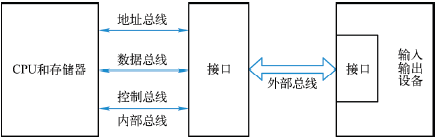 地址总线
数据总线
CPU和存储器
接口
接口
输入
输出
设备
外部总线
控制总线
内部总线